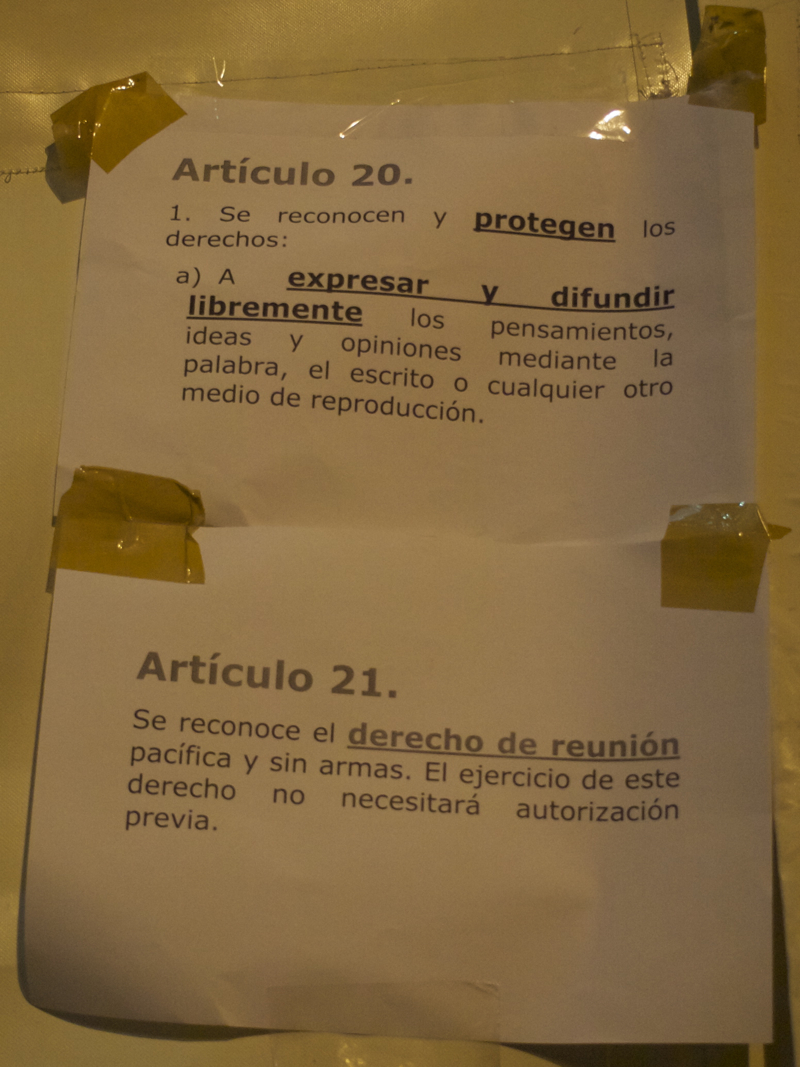 Artículo 20.
1. Se reconocen y protegen los
derechos:
a) A expresar y difundir
libremente los pensamientos,
ideas y opiniones mediante la
palabra, el escrito o cualquier otro
medio de reproducción.
Artículo 21.
Se reconoce el derecho de reunión
pacífica y sin armas. El ejercicio de este
derecho no necesitará autorización
previa.